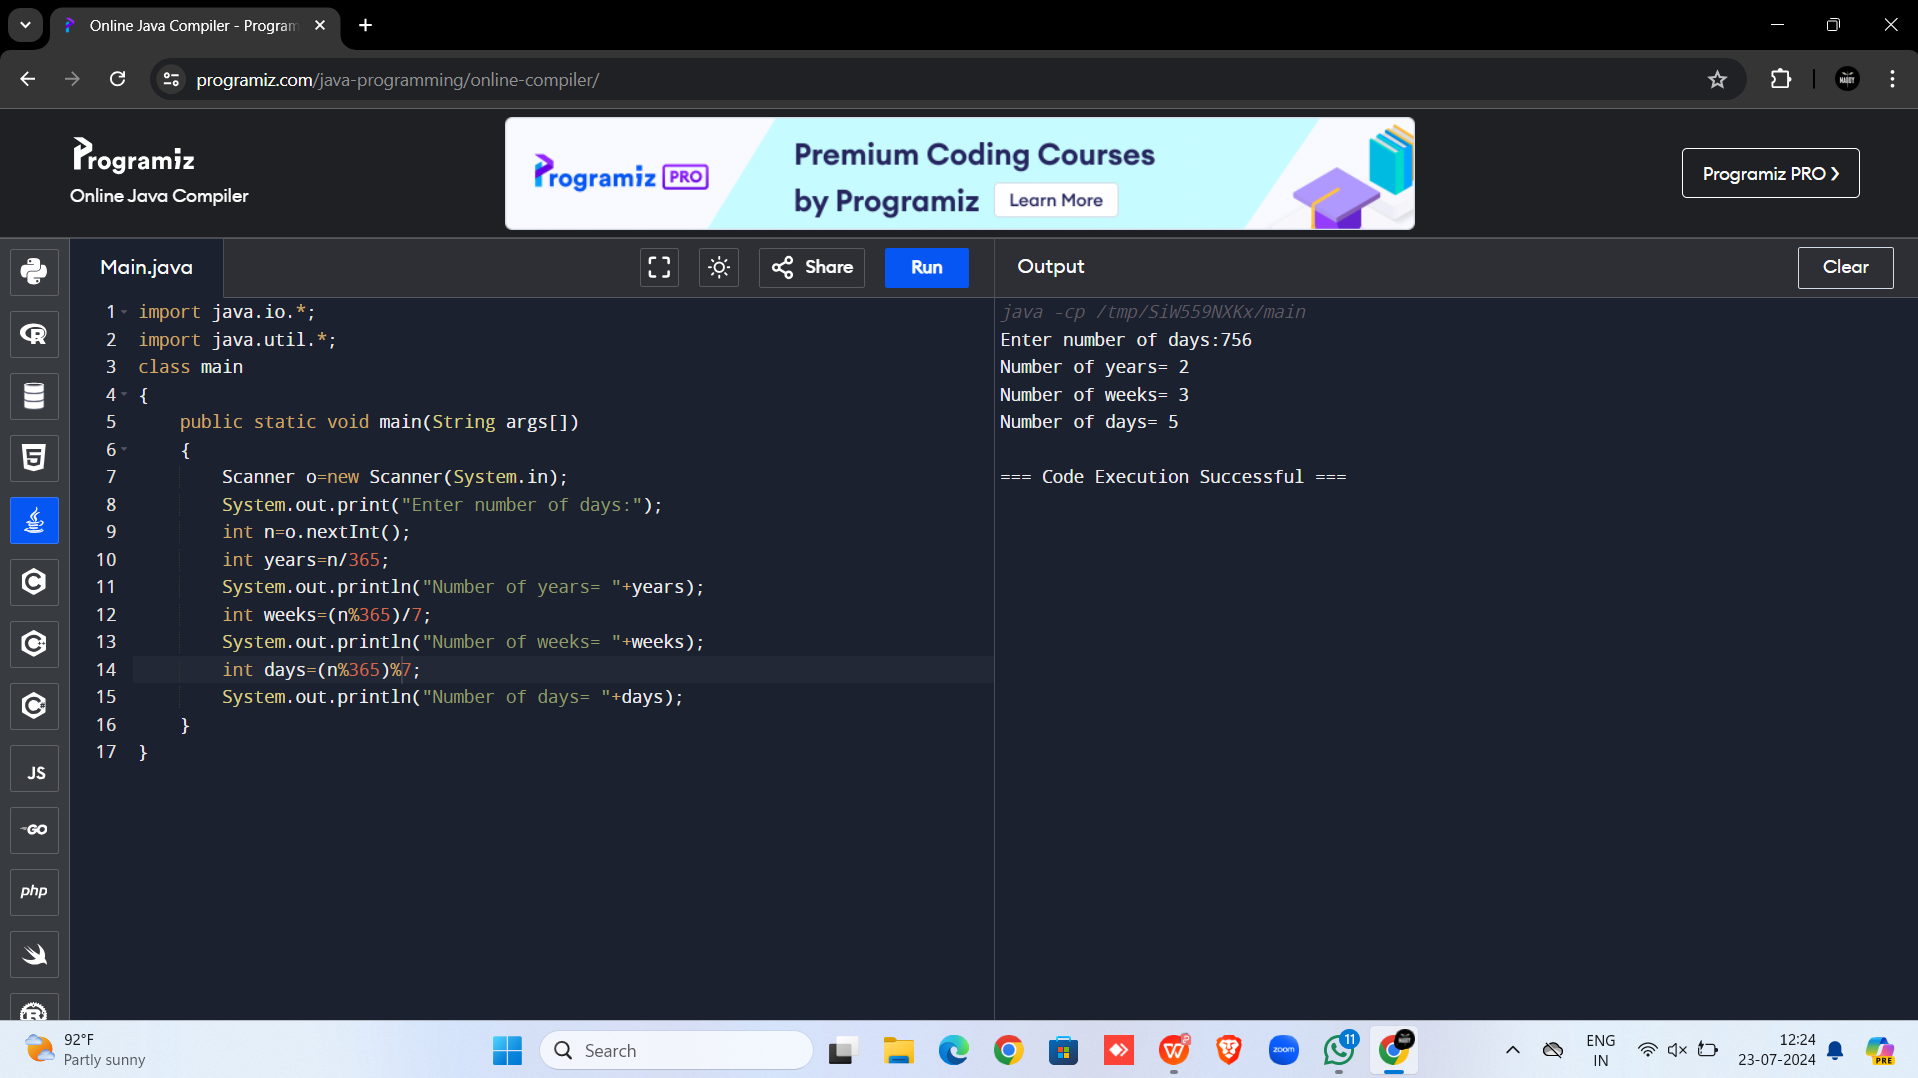 Online Java Compiler - Program
programiz.com/java-programming/online-compiler/
Programiz
Online Java Compiler
Programiz PRO
Premium Coding Courses
by Programiz
Learn More
Programiz PRO
Main.java
Share
Run
Output
Clear
1 import java.io.*;
2 import java.util.*;
3 class main
4 {
5 public static void main(String args[])
6 {
7 Scanner o=new Scanner(System.in);
8 System.out.print("Enter number of days:");
9 int n=o.nextInt();
10 int years=n/365;
11 System.out.println("Number of years= "+years);
12 int weeks=(n%365)/7;
13 System.out.println("Number of weeks= "+weeks);
14 int days=(n%365)%7;
15 System.out.println("Number of days= "+days);
16 }
17 }
java -cp /tmp/SiW559NXKx/main
Enter number of days:756
Number of years= 2
Number of weeks= 3
Number of days= 5
=== Code Execution Successful ===
JS
GO
php
92°F
Partly sunny
Search
zoom
11
ENG
IN
12:24
23-07-2024
PRE